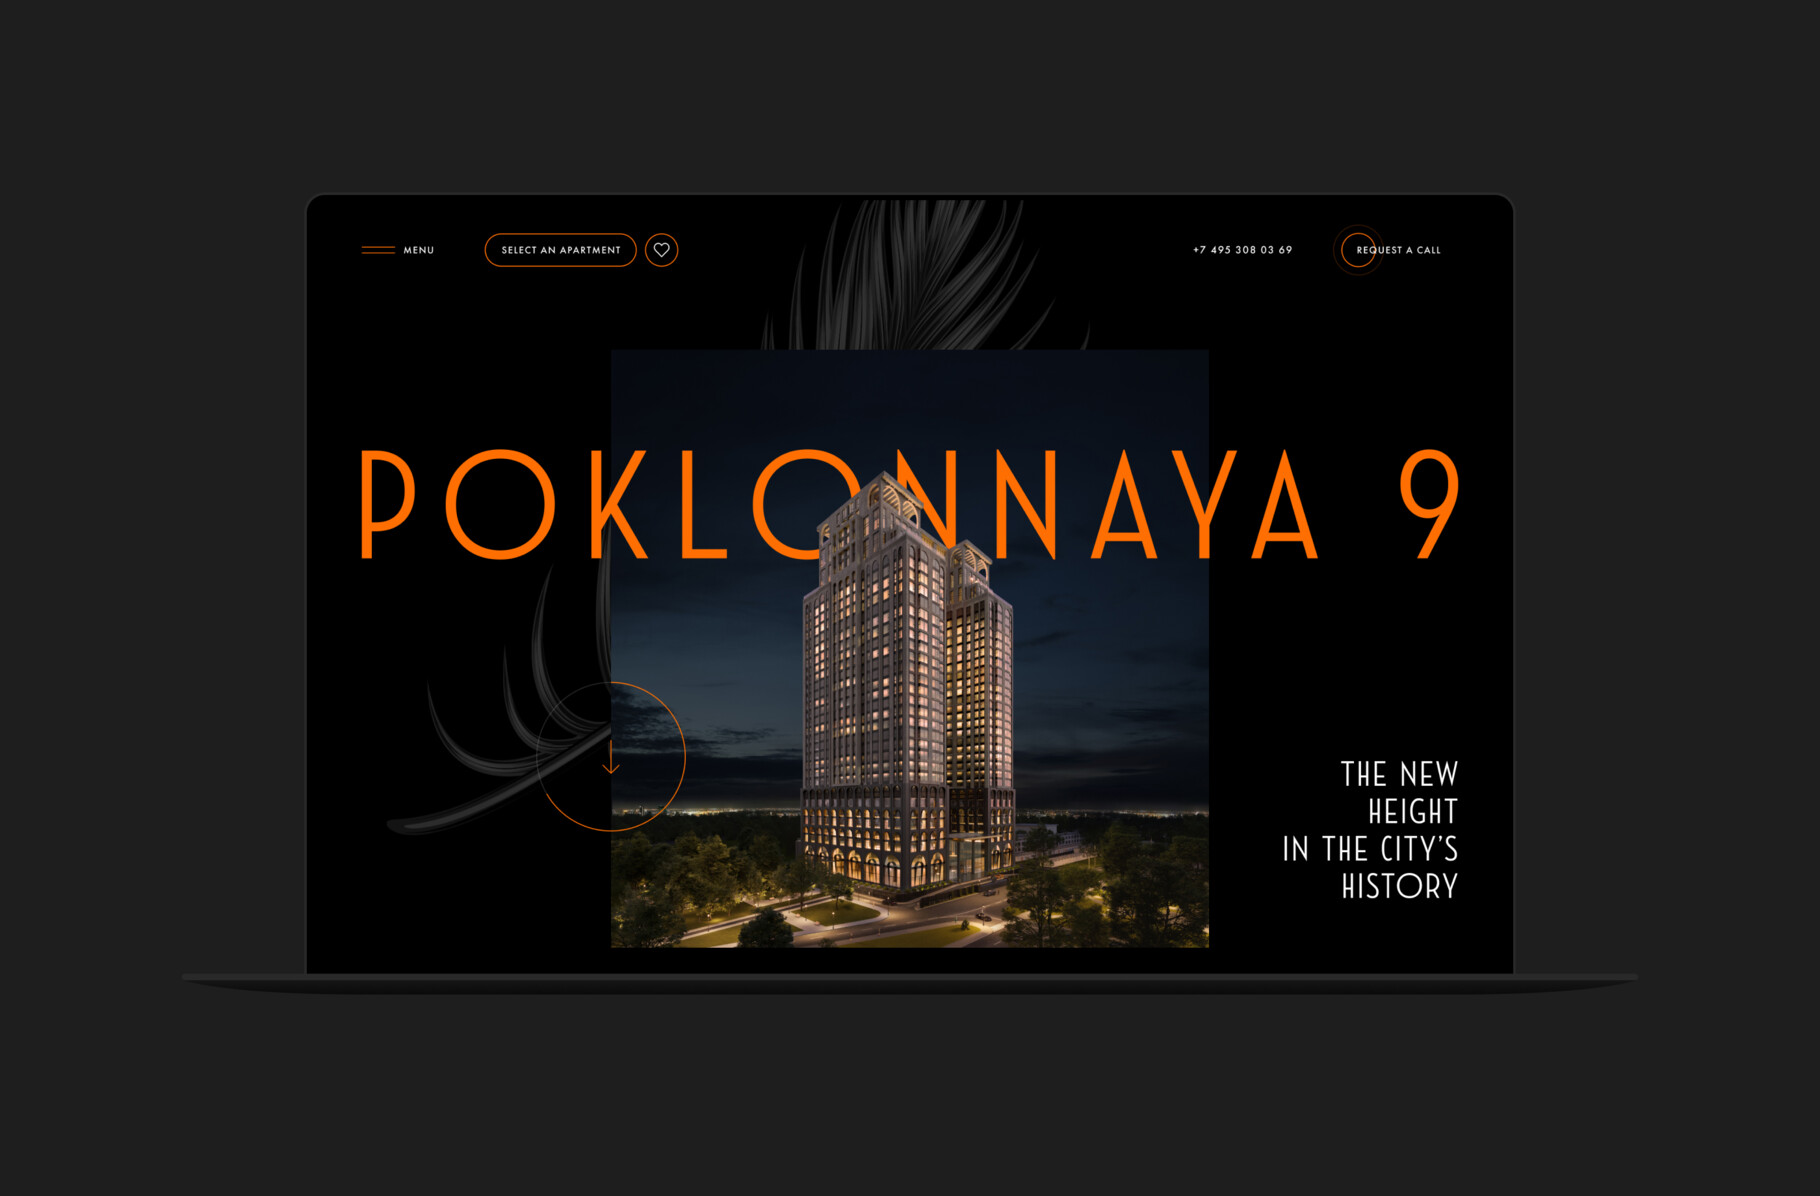 MENU
SELECT AN APARTMENT
+7 495 308 03 69
REQUEST A CALL
POKLONNAYA 9
THE NEW
HEIGHT
IN THE CITY’S
HISTORY